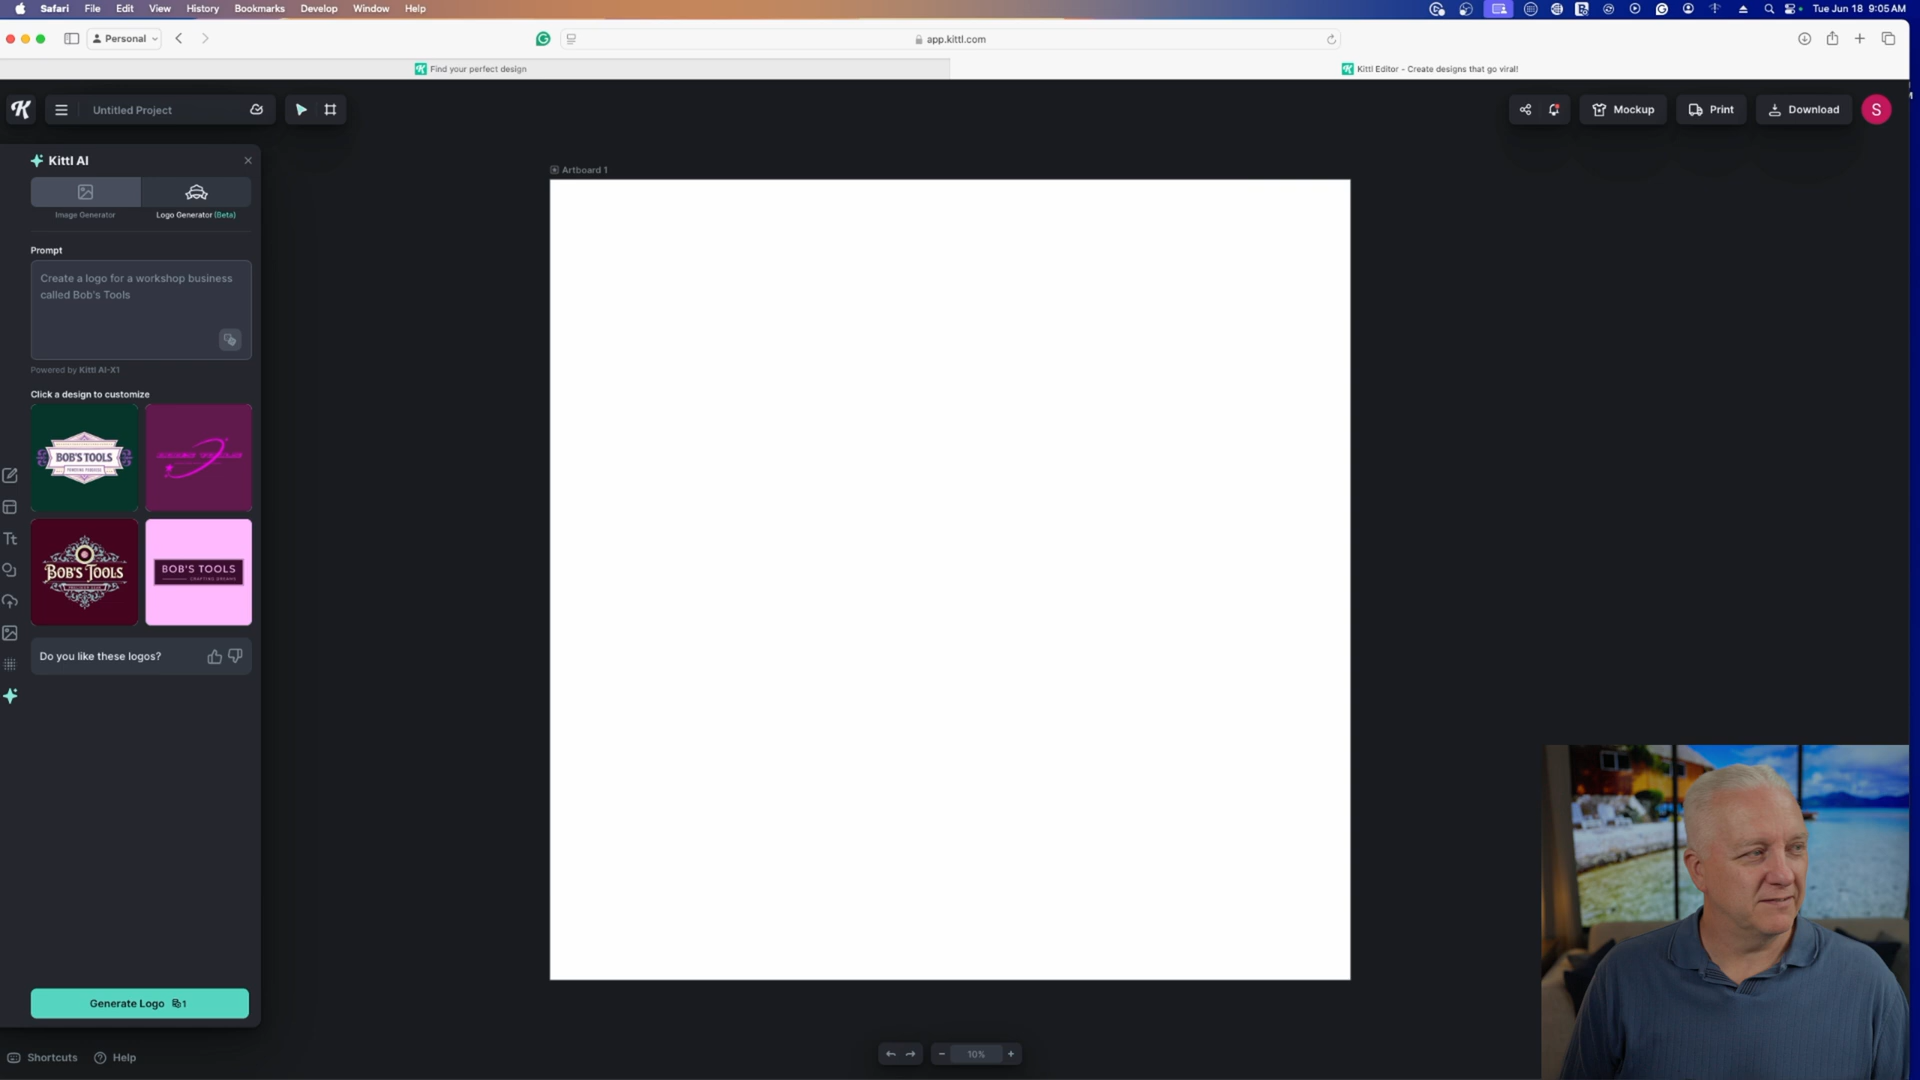 Safari File Edit View History Bookmarks Develop Window Help
Tue Jun 18 9:05 AM
Personal
app.kittl.com
Find your perfect design
Kittl Editor - Create designs that go viral!
Untitled Project
Mockup
Print
Download
S
Kittl AI
Image Generator
Logo Generator (Beta)
Prompt
Create a logo for a workshop business
called Bob's Tools
Powered by Kittl AI-X1
Click a design to customize
BOB'S TOOLS
BOB'S TOOLS
BOB'S TOOLS
CRAFTING DREAMS
Do you like these logos?
Generate Logo 1
Shortcuts
Help
Artboard 1
10%